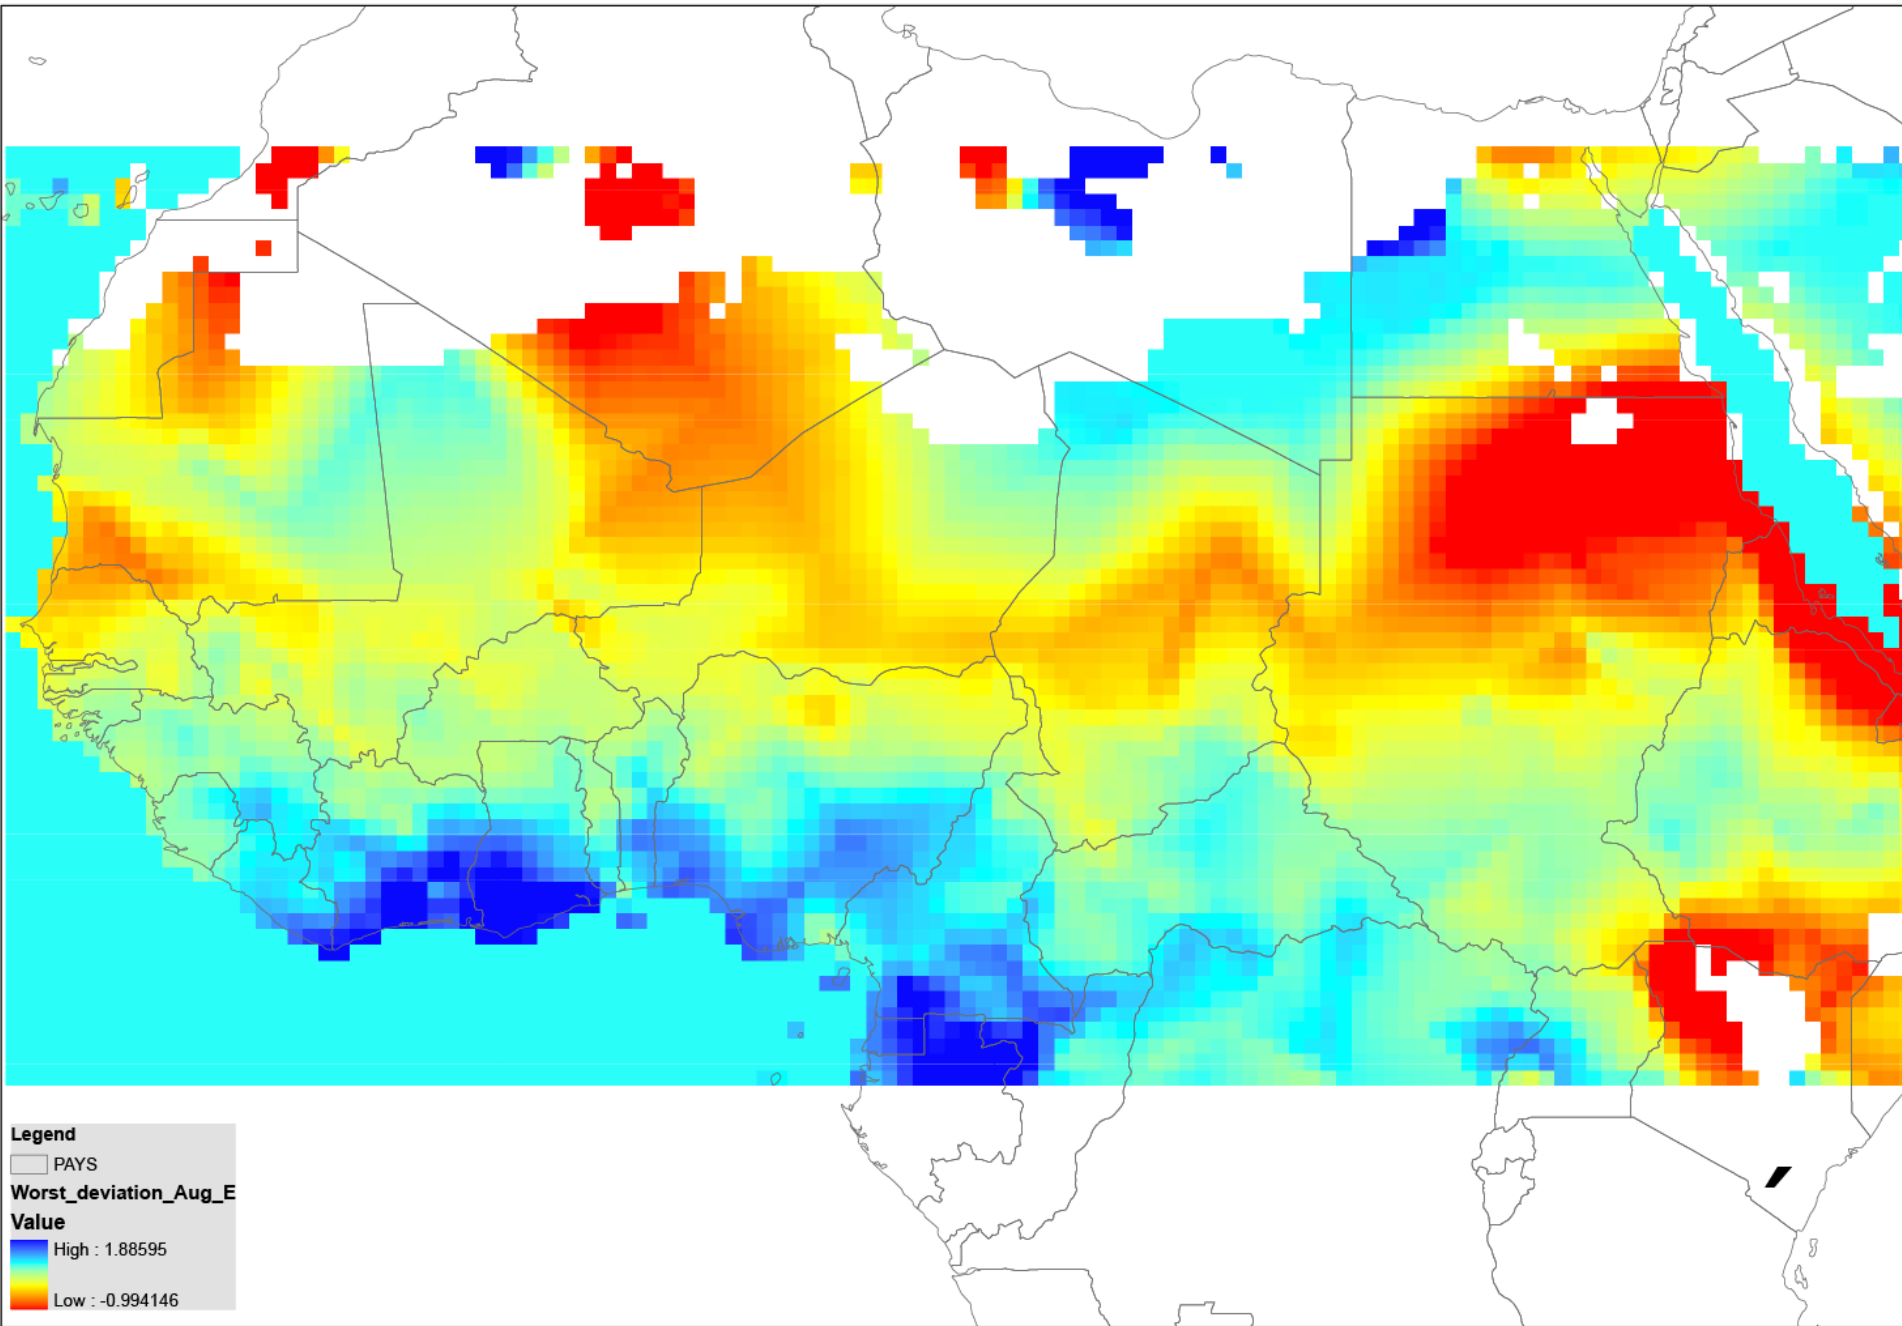 Legend
PAYS
Worst_deviation_Aug_E
Value
High : 1.88595
Low : -0.994146